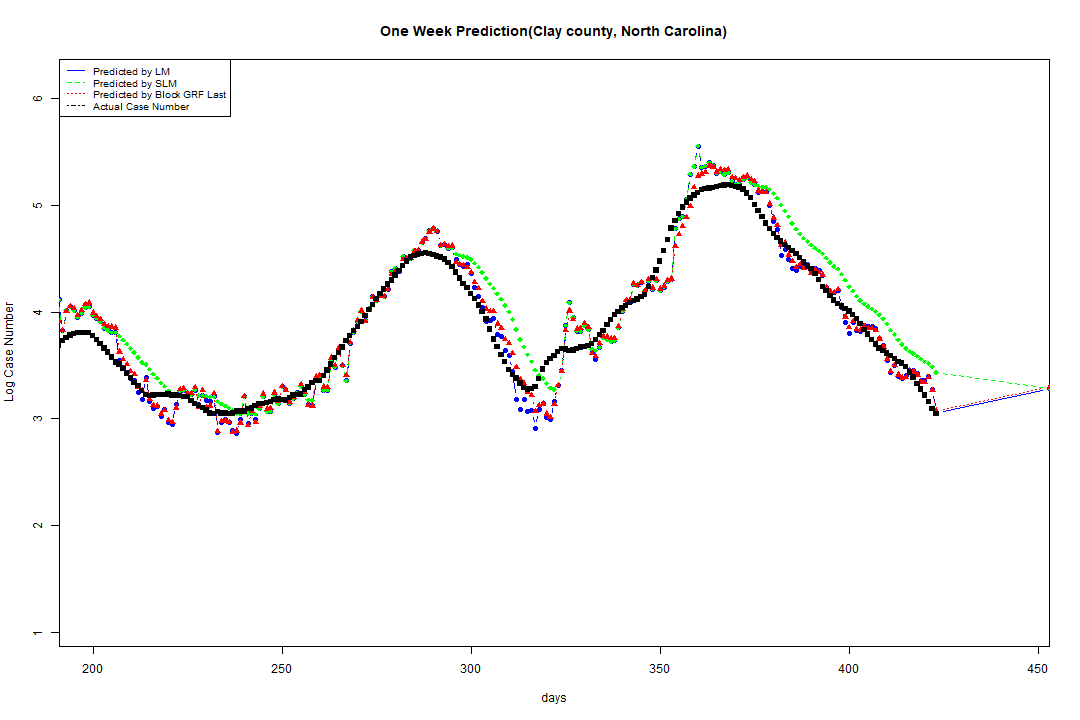 One Week Prediction(Clay county, North Carolina)
Predicted by LM
Predicted by SLM
Predicted by Block GRF Last
Actual Case Number
6
5
4
3
2
1
Log Case Number
200 250 300 350 400 450
days